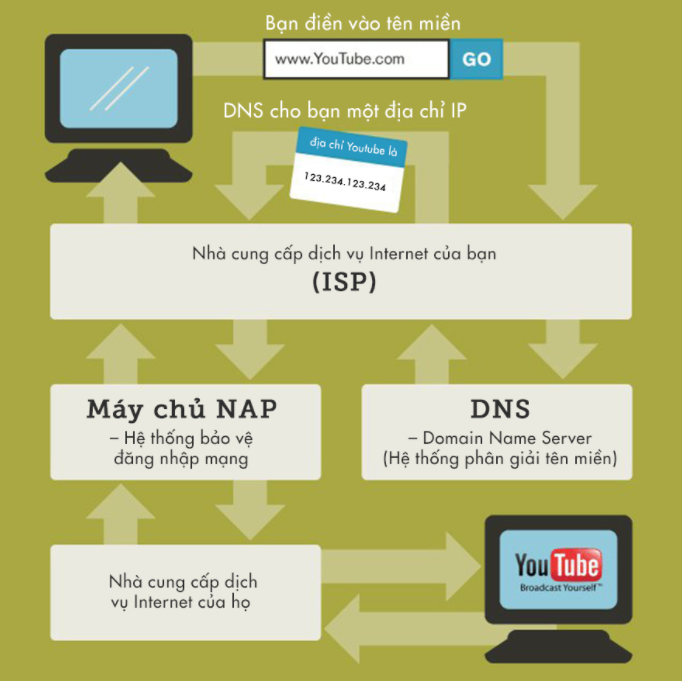 Bạn điền vào tên miền
www.YouTube.com
GO
DNS cho bạn một địa chỉ IP
địa chỉ Youtube là
123.234.123.234
Nhà cung cấp dịch vụ Internet của bạn
(ISP)
Máy chủ NAP
– Hệ thống bảo vệ
đăng nhập mạng
DNS
– Domain Name Server
(Hệ thống phân giải tên miền)
Nhà cung cấp dịch
vụ Internet của họ
YouTube
Broadcast Yourself™